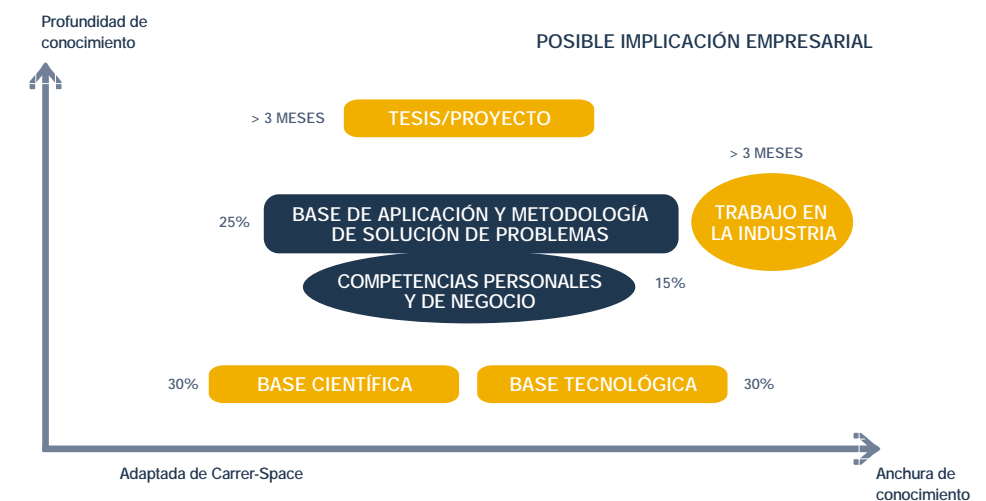 Profundidad de
conocimiento
POSIBLE IMPLICACIÓN EMPRESARIAL
> 3 MESES
TESIS/PROYECTO
> 3 MESES
25%
BASE DE APLICACIÓN Y METODOLOGÍA
DE SOLUCIÓN DE PROBLEMAS
TRABAJO EN
LA INDUSTRIA
COMPETENCIAS PERSONALES
Y DE NEGOCIO
15%
30%
BASE CIENTÍFICA
BASE TECNOLÓGICA
30%
Adaptada de Carrer-Space
Anchura de
conocimiento